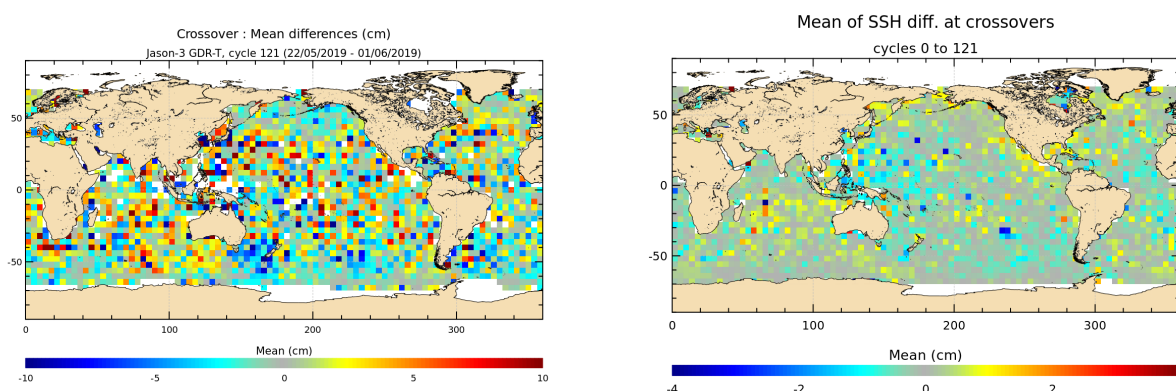 Crossover : Mean differences (cm)
Jason-3 GDR-T, cycle 121 (22/05/2019 - 01/06/2019)
50
0
-50
0 100 200 300
Mean (cm)
-10 -5 0 5 10
Mean of SSH diff. at crossovers
cycles 0 to 121
50
0
-50
0 100 200 300
Mean (cm)
-4 -2 0 2